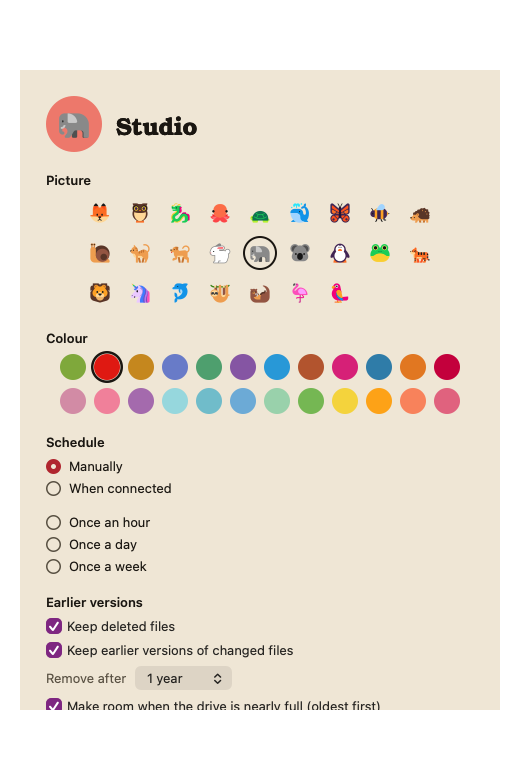 Studio
Picture
Colour
Schedule
Manually
When connected
Once an hour
Once a day
Once a week
Earlier versions
Keep deleted files
Keep earlier versions of changed files
Remove after 1 year
Make room when the drive is nearly full (oldest first)